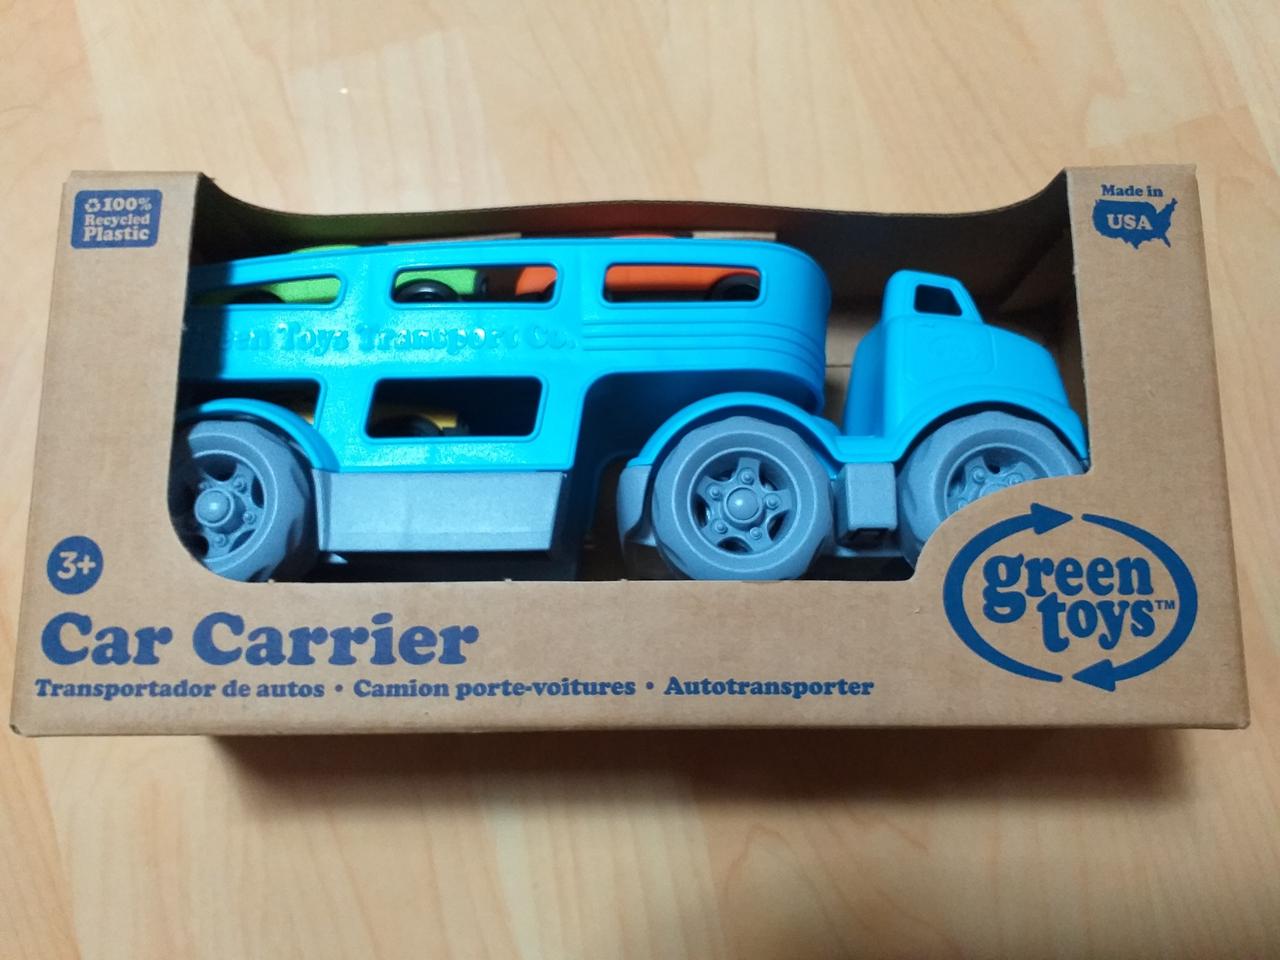 100%
Recycled
Plastic
Made in
USA
Green Toys Transport Co.
3+
Car Carrier
Transportador de autos • Camion porte-voitures • Autotransporter
green
toys™